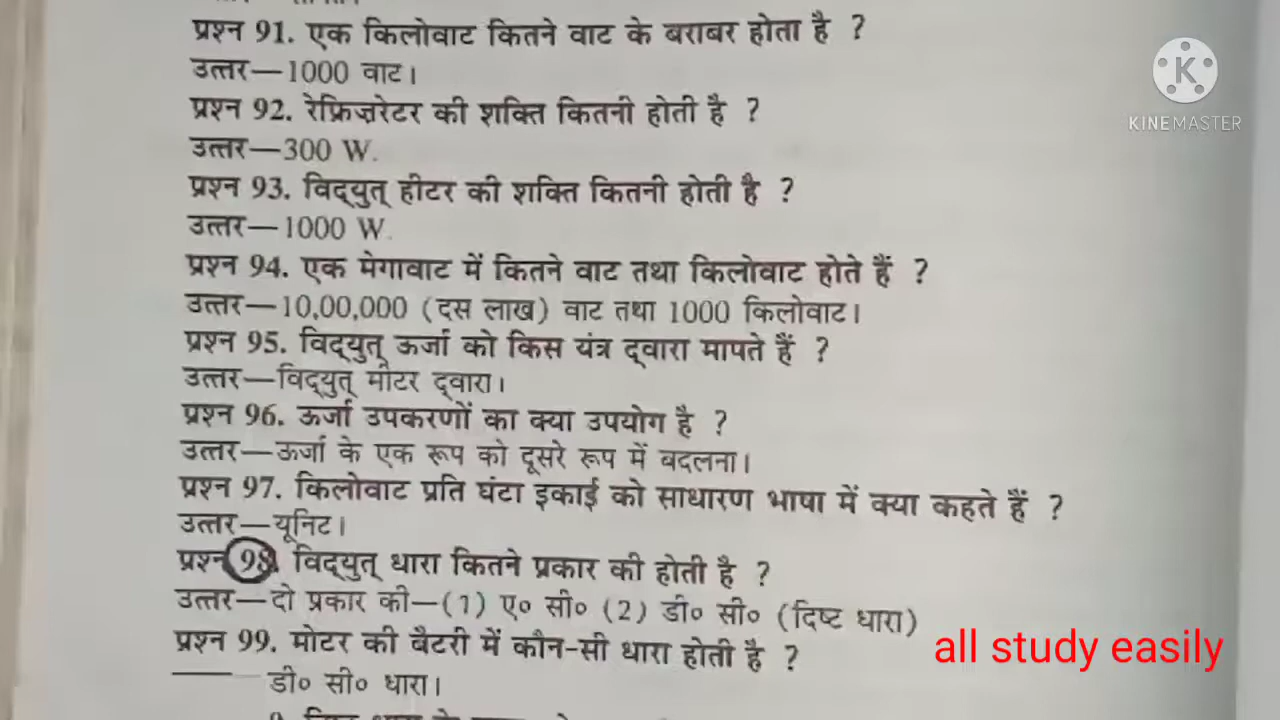 प्रश्न 91. एक किलोवाट कितने वाट के बराबर होता है ?
उत्तर—1000 वाट।
प्रश्न 92. रेफ्रिज़रेटर की शक्ति कितनी होती है ?
उत्तर—300 W.
प्रश्न 93. विद्युत् हीटर की शक्ति कितनी होती है ?
उत्तर—1000 W.
प्रश्न 94. एक मेगावाट में कितने वाट तथा किलोवाट होते हैं ?
उत्तर—10,00,000 (दस लाख) वाट तथा 1000 किलोवाट।
प्रश्न 95. विद्युत् ऊर्जा को किस यंत्र द्वारा मापते हैं ?
उत्तर—विद्युत् मीटर द्वारा।
प्रश्न 96. ऊर्जा उपकरणों का क्या उपयोग है ?
उत्तर—ऊर्जा के एक रूप को दूसरे रूप में बदलना।
प्रश्न 97. किलोवाट प्रति घंटा इकाई को साधारण भाषा में क्या कहते हैं ?
उत्तर—यूनिट।
प्रश्न 98. विद्युत् धारा कितने प्रकार की होती है ?
उत्तर—दो प्रकार की—(1) ए० सी० (2) डी० सी० (दिष्ट धारा)
प्रश्न 99. मोटर की बैटरी में कौन-सी धारा होती है ?
डी० सी० धारा।
K
KINEMASTER
all study easily